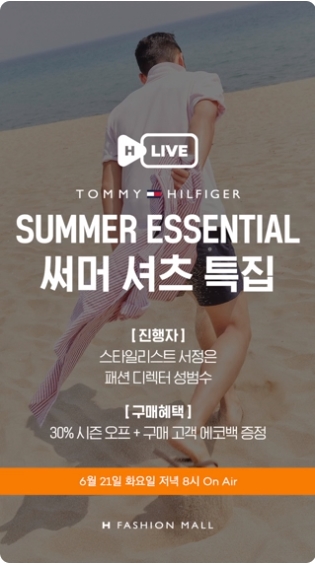 H LIVE
TOMMY HILFIGER
SUMMER ESSENTIAL
써머 셔츠 특집
[ 진행자 ]
스타일리스트 서정은
패션 디렉터 성범수
[ 구매혜택 ]
30% 시즌 오프 + 구매 고객 에코백 증정
6월 21일 화요일 저녁 8시 On Air
H FASHION MALL